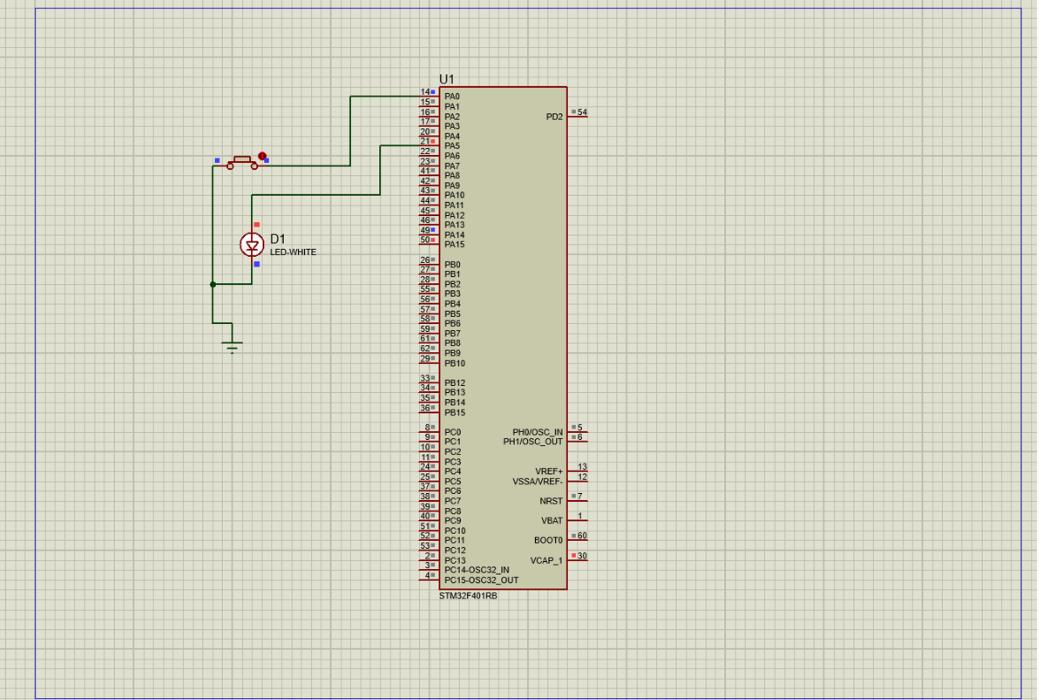 U1
14 PA0
15 PA1
16 PA2
17 PA3
20 PA4
21 PA5
22 PA6
23 PA7
41 PA8
42 PA9
43 PA10
44 PA11
45 PA12
46 PA13
49 PA14
50 PA15
PD2 54
D1
LED-WHITE
26 PB0
27 PB1
28 PB2
55 PB3
56 PB4
57 PB5
58 PB6
59 PB7
61 PB8
62 PB9
29 PB10
33 PB12
34 PB13
35 PB14
36 PB15
8 PC0
9 PC1
10 PC2
11 PC3
24 PC4
25 PC5
37 PC6
38 PC7
39 PC8
40 PC9
51 PC10
52 PC11
53 PC12
2 PC13
3 PC14-OSC32_IN
4 PC15-OSC32_OUT
PH0/OSC_IN 5
PH1/OSC_OUT 6
VREF+ 13
VSSA/VREF- 12
NRST 7
VBAT 1
BOOT0 60
VCAP_1 30
STM32F401RB